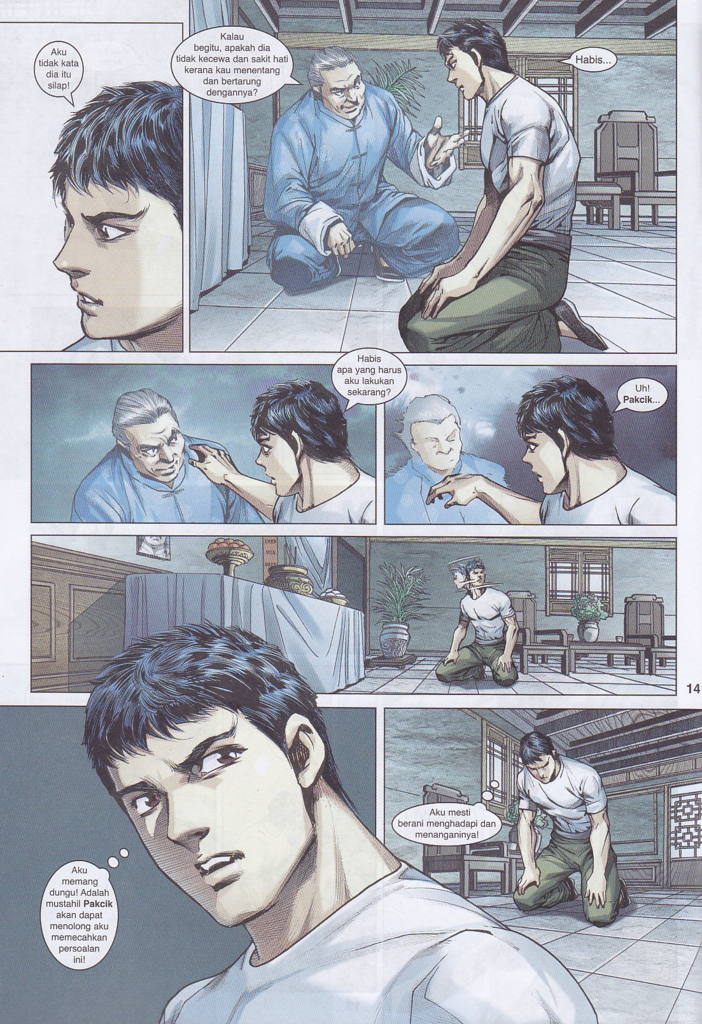 Aku
tidak kata
dia itu
silap!
Kalau
begitu, apakah dia
tidak kecewa dan sakit hati
kerana kau menentang
dan bertarung
dengannya?
Habis...
Habis
apa yang harus
aku lakukan
sekarang?
Uh!
Pakcik...
14
Aku
memang
dungu! Adalah
mustahil Pakcik
akan dapat
menolong aku
memecahkan
persoalan
ini!
Aku mesti
berani menghadapi dan
menanganinya!